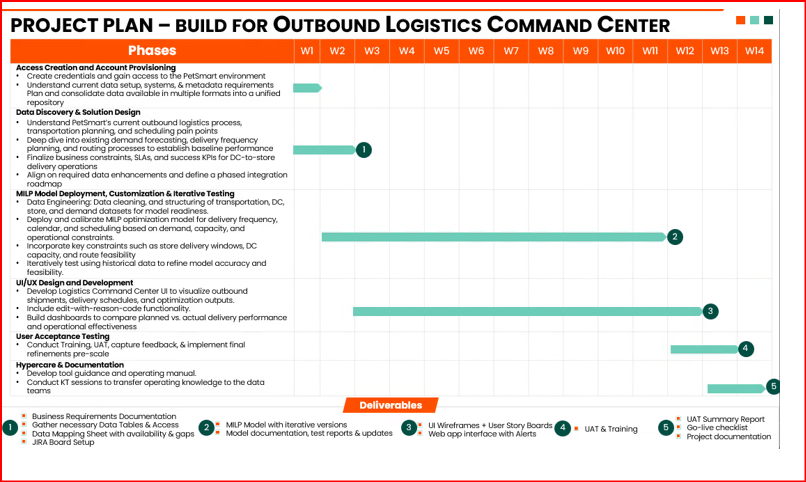 PROJECT PLAN – BUILD FOR OUTBOUND LOGISTICS COMMAND CENTER
Phases W1 W2 W3 W4 W5 W6 W7 W8 W9 W10 W11 W12 W13 W14
Access Creation and Account Provisioning
• Create credentials and gain access to the PetSmart environment
• Understand current data setup, systems, & metadata requirements
Plan and consolidate data available in multiple formats into a unified
repository
Data Discovery & Solution Design
• Understand PetSmart's current outbound logistics process,
transportation planning, and scheduling pain points
• Deep dive into existing demand forecasting, delivery frequency
planning, and routing processes to establish baseline performance
1
• Finalize business constraints, SLAs, and success KPIs for DC-to-store
delivery operations
• Align on required data enhancements and define a phased integration
roadmap
MILP Model Deployment, Customization & Iterative Testing
• Data Engineering: Data cleaning, and structuring of transportation, DC,
store, and demand datasets for model readiness.
• Deploy and calibrate MILP optimization model for delivery frequency,
calendar, and scheduling based on demand, capacity, and
operational constraints.
2
• Incorporate key constraints such as store delivery windows, DC
capacity, and route feasibility
• Iteratively test using historical data to refine model accuracy and
feasibility.
UI/UX Design and Development
• Develop Logistics Command Center UI to visualize outbound
shipments, delivery schedules, and optimization outputs.
• Include edit-with-reason-code functionality.
3
• Build dashboards to compare planned vs. actual delivery performance
and operational effectiveness
User Acceptance Testing
• Conduct Training, UAT, capture feedback, & implement final
refinements pre-scale
4
Hypercare & Documentation
• Develop tool guidance and operating manual.
• Conduct KT sessions to transfer operating knowledge to the data
teams
5
Deliverables
1
Business Requirements Documentation
Gather necessary Data Tables & Access
Data Mapping Sheet with availability & gaps
JIRA Board Setup
2
MILP Model with iterative versions
Model documentation, test reports & updates
3
UI Wireframes + User Story Boards
Web app interface with Alerts
4
UAT & Training
5
UAT Summary Report
Go-live checklist
Project documentation